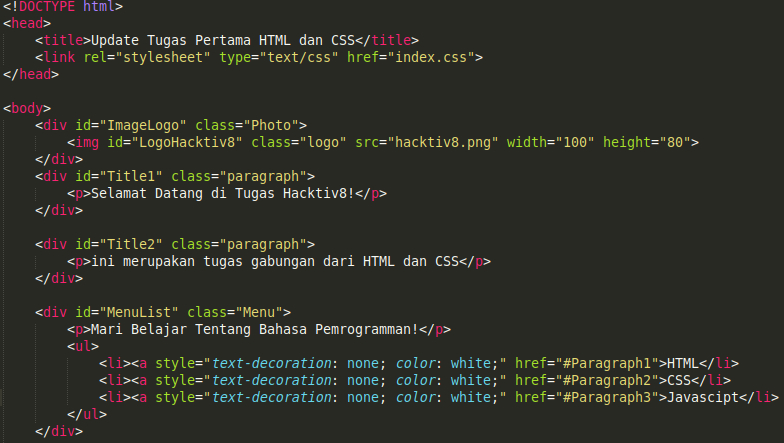 <!DOCTYPE html>
<head>
    <title>Update Tugas Pertama HTML dan CSS</title>
    <link rel="stylesheet" type="text/css" href="index.css">
</head>

<body>
    <div id="ImageLogo" class="Photo">
        <img id="LogoHacktiv8" class="logo" src="hacktiv8.png" width="100" height="80">
    </div>
    <div id="Title1" class="paragraph">
        <p>Selamat Datang di Tugas Hacktiv8!</p>
    </div>

    <div id="Title2" class="paragraph">
        <p>ini merupakan tugas gabungan dari HTML dan CSS</p>
    </div>

    <div id="MenuList" class="Menu">
        <p>Mari Belajar Tentang Bahasa Pemrogramman!</p>
        <ul>
            <li><a style="text-decoration: none; color: white;" href="#Paragraph1">HTML</li>
            <li><a style="text-decoration: none; color: white;" href="#Paragraph2">CSS</li>
            <li><a style="text-decoration: none; color: white;" href="#Paragraph3">Javascipt</li>
        </ul>
    </div>